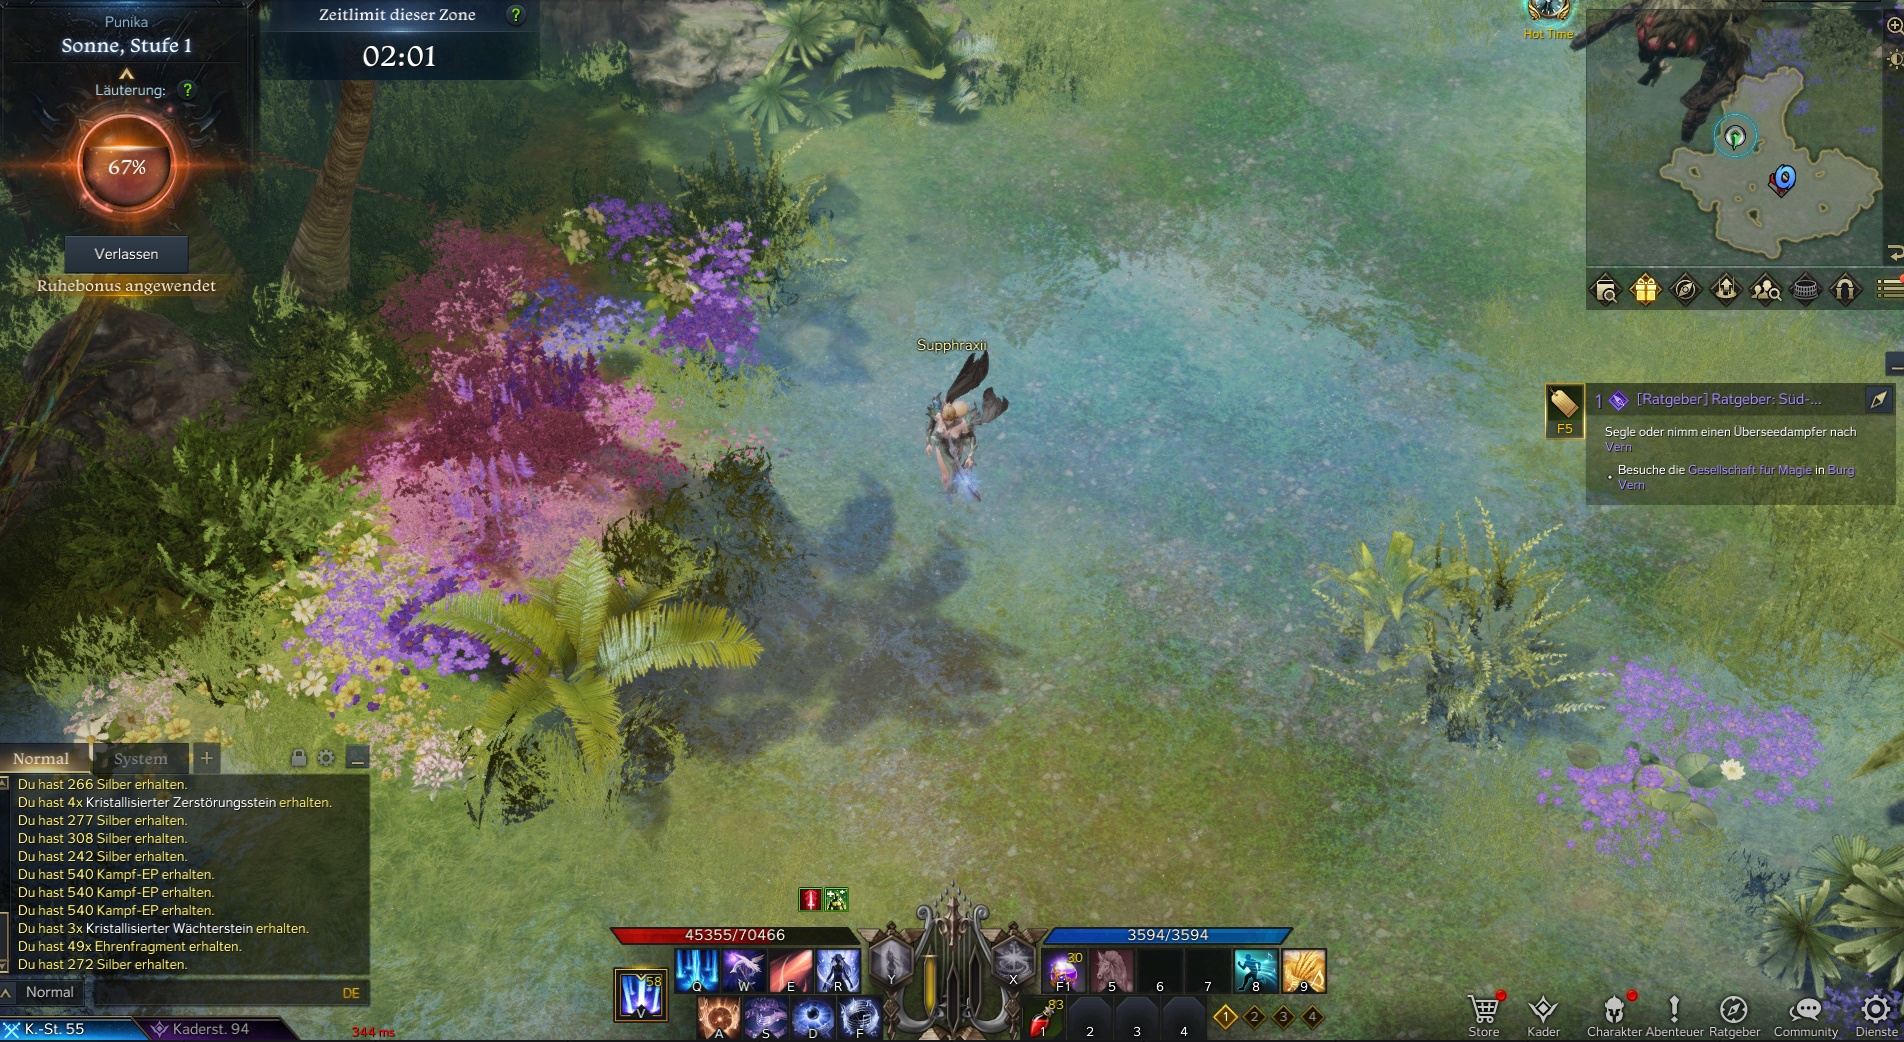 Punika
Sonne, Stufe 1
Läuterung: ?
67%
Verlassen
Ruhebonus angewendet
Zeitlimit dieser Zone ?
02:01
Hot Time
Supphraxii
F5
1 [Ratgeber] Ratgeber: Süd-...
Segle oder nimm einen Überseedampfer nach
Vern
• Besuche die Gesellschaft für Magie in Burg
Vern
Normal System +
Du hast 266 Silber erhalten.
Du hast 4x Kristallisierter Zerstörungsstein erhalten.
Du hast 277 Silber erhalten.
Du hast 308 Silber erhalten.
Du hast 242 Silber erhalten.
Du hast 540 Kampf-EP erhalten.
Du hast 540 Kampf-EP erhalten.
Du hast 540 Kampf-EP erhalten.
Du hast 3x Kristallisierter Wächterstein erhalten.
Du hast 49x Ehrenfragment erhalten.
Du hast 272 Silber erhalten.
Normal DE
K.-St. 55 Kaderst. 94 344 ms
45355/70466 3594/3594
58 V
Q W E R
A S D F
Y X
30 F1 5 6 7 8 F9
83 1 2 3 4
1 2 3 4
Store Kader Charakter Abenteuer Ratgeber Community Dienste